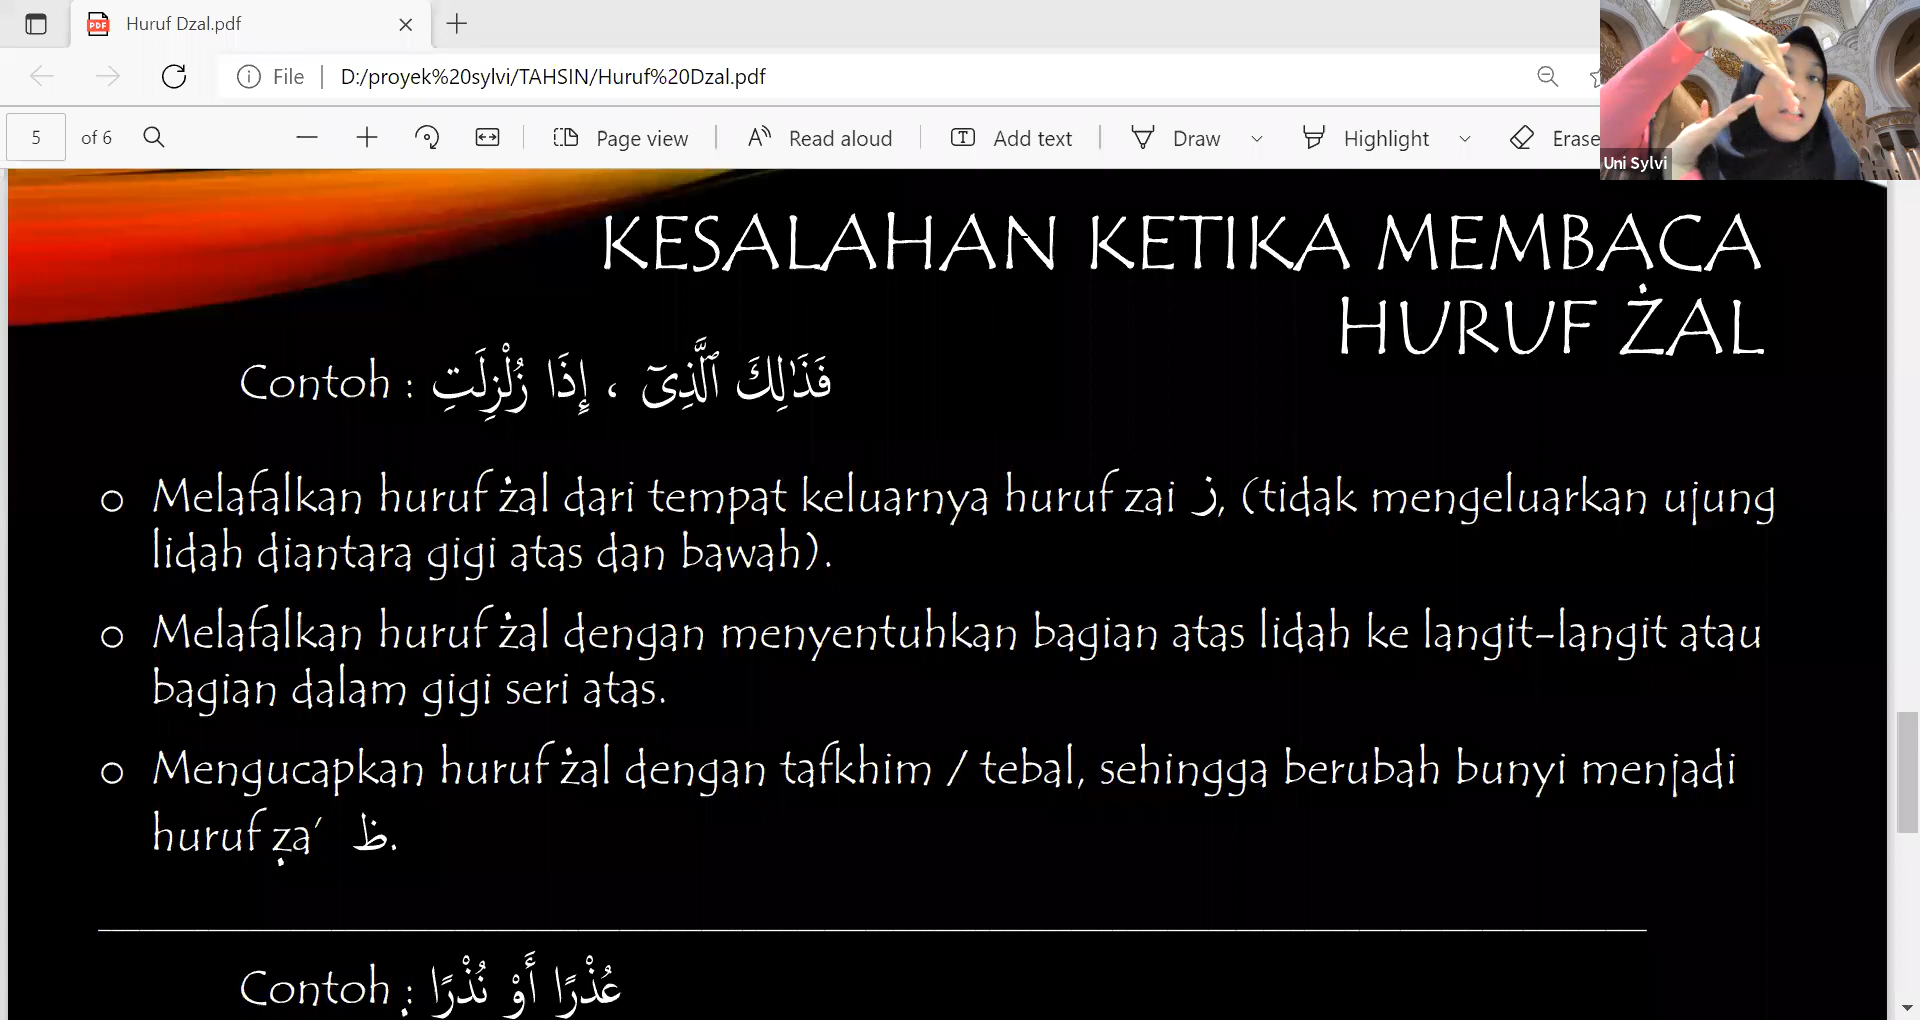 Huruf Dzal.pdf
File | D:/proyek%20sylvi/TAHSIN/Huruf%20Dzal.pdf
5 of 6 Page view Read aloud Add text Draw Highlight Erase
Uni Sylvi
KESALAHAN KETIKA MEMBACA
HURUF ŻAL
Contoh : فَذَٰلِكَ ٱلَّذِىٓ ، إِذَا زُلْزِلَتِ
o Melafalkan huruf żal dari tempat keluarnya huruf zai ز, (tidak mengeluarkan ujung
lidah diantara gigi atas dan bawah).
o Melafalkan huruf żal dengan menyentuhkan bagian atas lidah ke langit-langit atau
bagian dalam gigi seri atas.
o Mengucapkan huruf żal dengan tafkhim / tebal, sehingga berubah bunyi menjadi
huruf ẓa' ظ.
Contoh : عُذْرًا أَوْ نُذْرًا